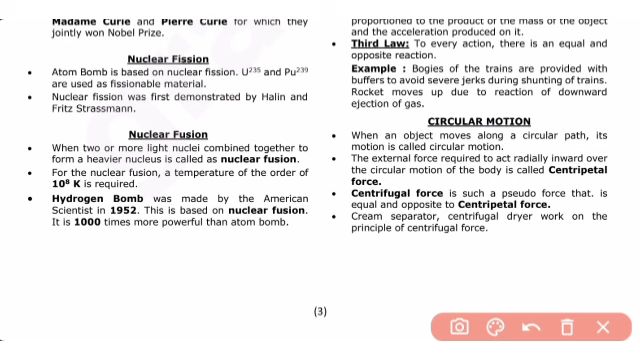 Madame Curie and Pierre Curie for which they
jointly won Nobel Prize.
Nuclear Fission
• Atom Bomb is based on nuclear fission. U²³⁵ and Pu²³⁹
are used as fissionable material.
• Nuclear fission was first demonstrated by Halin and
Fritz Strassmann.
Nuclear Fusion
• When two or more light nuclei combined together to
form a heavier nucleus is called as nuclear fusion.
• For the nuclear fusion, a temperature of the order of
10⁸ K is required.
• Hydrogen Bomb was made by the American
Scientist in 1952. This is based on nuclear fusion.
It is 1000 times more powerful than atom bomb.
proportioned to the product of the mass of the object
and the acceleration produced on it.
• Third Law: To every action, there is an equal and
opposite reaction.
Example : Bogies of the trains are provided with
buffers to avoid severe jerks during shunting of trains.
Rocket moves up due to reaction of downward
ejection of gas.
CIRCULAR MOTION
• When an object moves along a circular path, its
motion is called circular motion.
• The external force required to act radially inward over
the circular motion of the body is called Centripetal
force.
• Centrifugal force is such a pseudo force that. is
equal and opposite to Centripetal force.
• Cream separator, centrifugal dryer work on the
principle of centrifugal force.
(3)